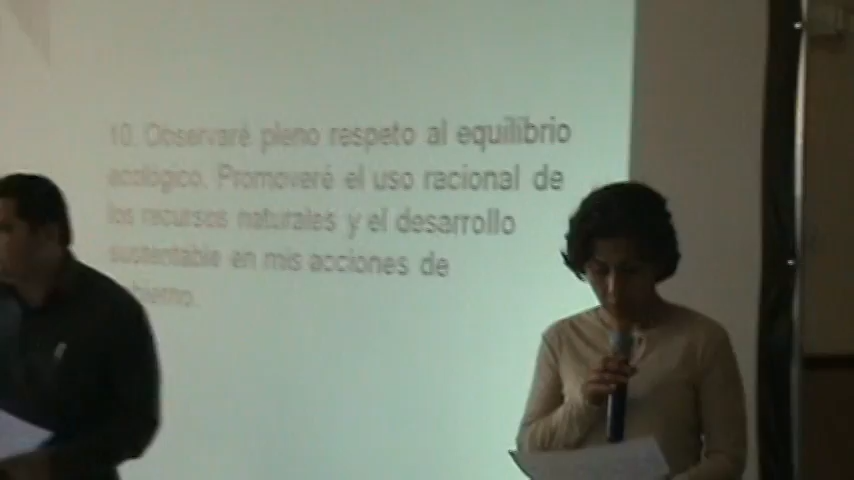 10. Observaré pleno respeto al equilibrio
ecológico. Promoveré el uso racional de
los recursos naturales y el desarrollo
sustentable en mis acciones de